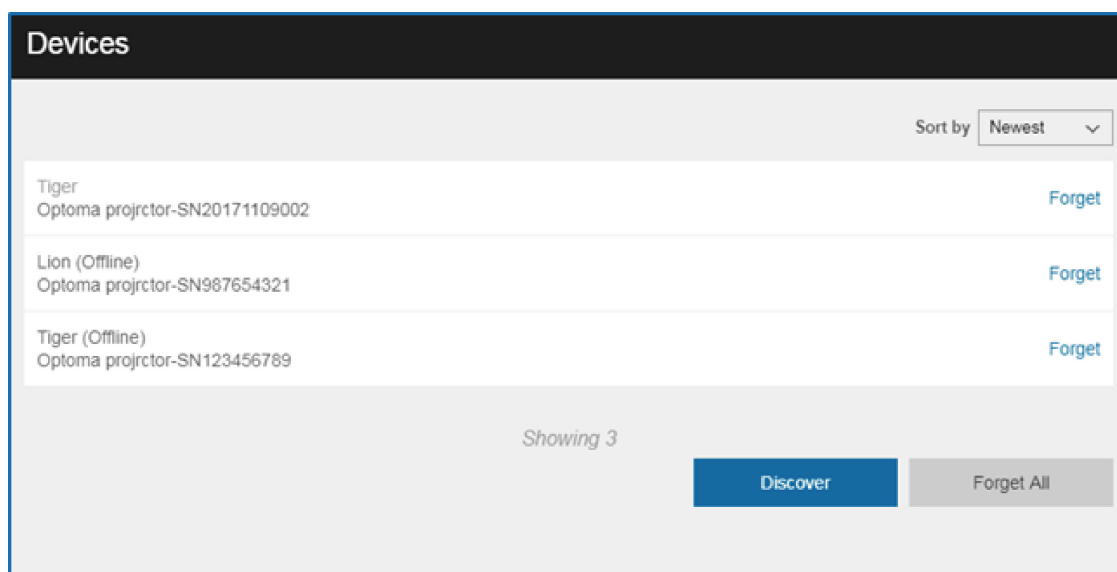 Devices
Sort by Newest
Tiger
Optoma projrctor-SN20171109002
Forget
Lion (Offline)
Optoma projrctor-SN987654321
Forget
Tiger (Offline)
Optoma projrctor-SN123456789
Forget
Showing 3
Discover
Forget All